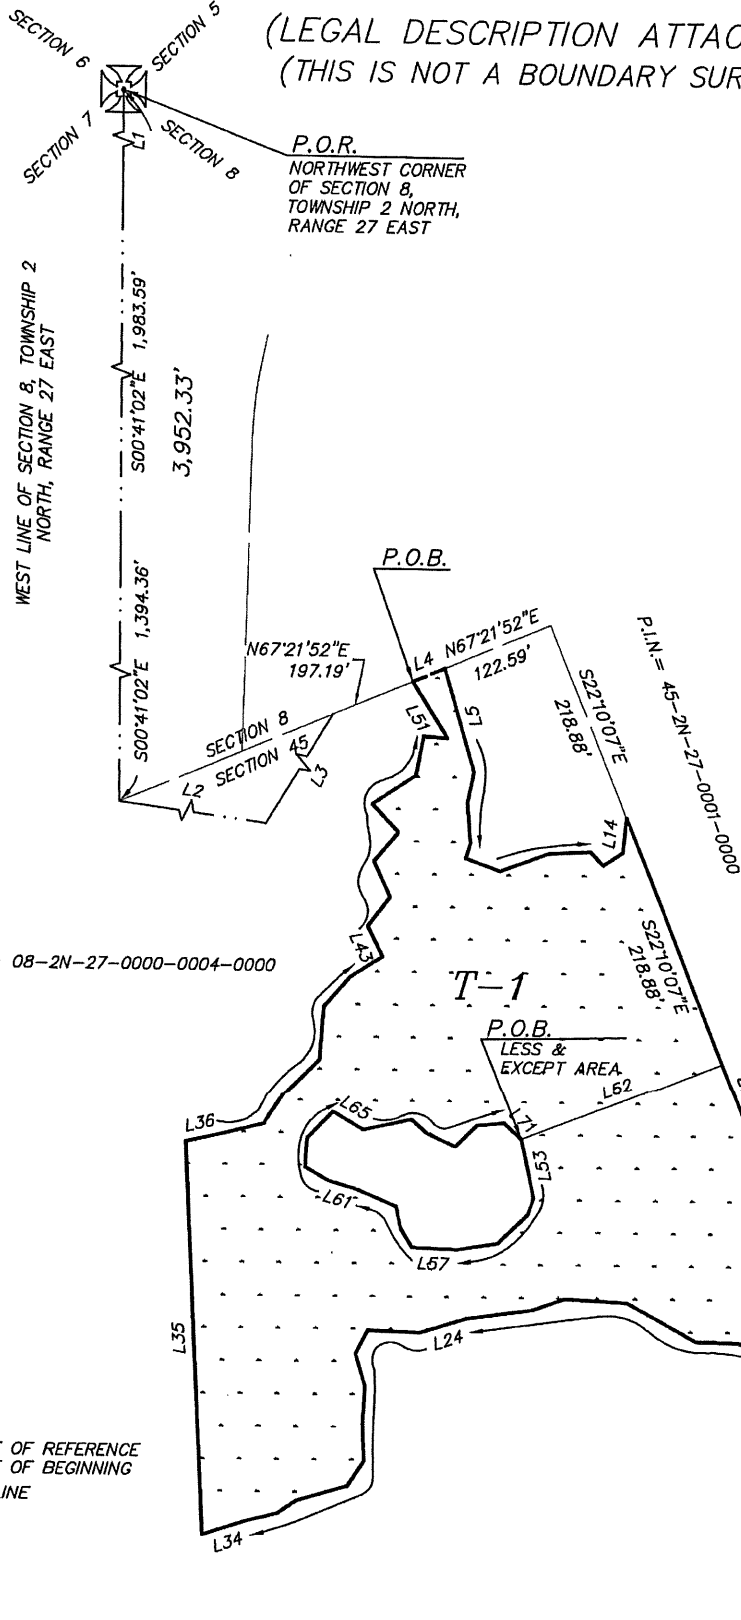 (LEGAL DESCRIPTION ATTAC
(THIS IS NOT A BOUNDARY SUR
SECTION 6
SECTION 5
SECTION 7
SECTION 8
L1
P.O.R.
NORTHWEST CORNER
OF SECTION 8,
TOWNSHIP 2 NORTH,
RANGE 27 EAST
WEST LINE OF SECTION 8, TOWNSHIP 2
NORTH, RANGE 27 EAST
S00°41'02"E 1,983.59'
3,952.33'
S00°41'02"E 1,394.36'
P.O.B.
N67°21'52"E
197.19'
L4
N67°21'52"E
122.59'
SECTION 8
SECTION 45
L2
L3
L51
L5
S22°10'07"E
218.88'
P.I.N.= 45-2N-27-0001-0000
L14
L43
08-2N-27-0000-0004-0000
T-1
S22°10'07"E
218.88'
P.O.B.
LESS &
EXCEPT AREA
L52
L36
L65
L71
L53
L61
L57
L35
L24
E OF REFERENCE
T OF BEGINNING
INE
L34